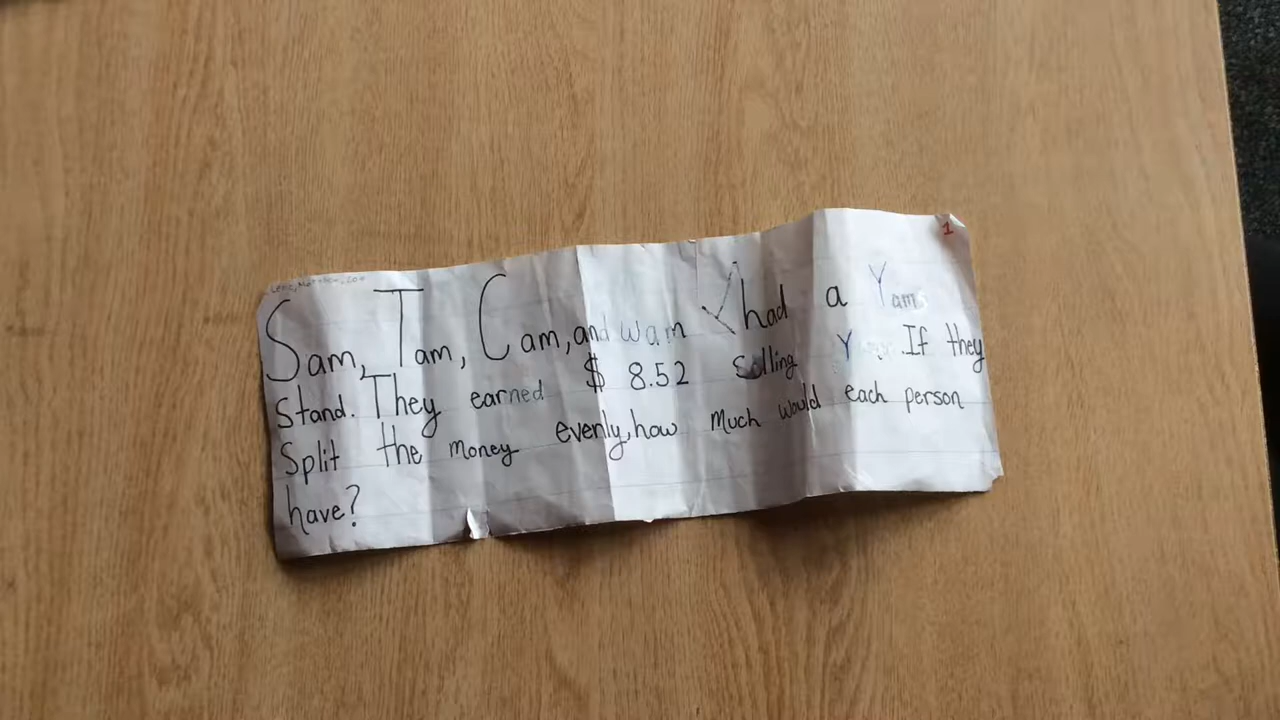 1
Sam, Tam, Cam, and wam had a Yam
Stand. They earned $ 8.52 Selling If they
Split the money evenly, how Much would each person
have?